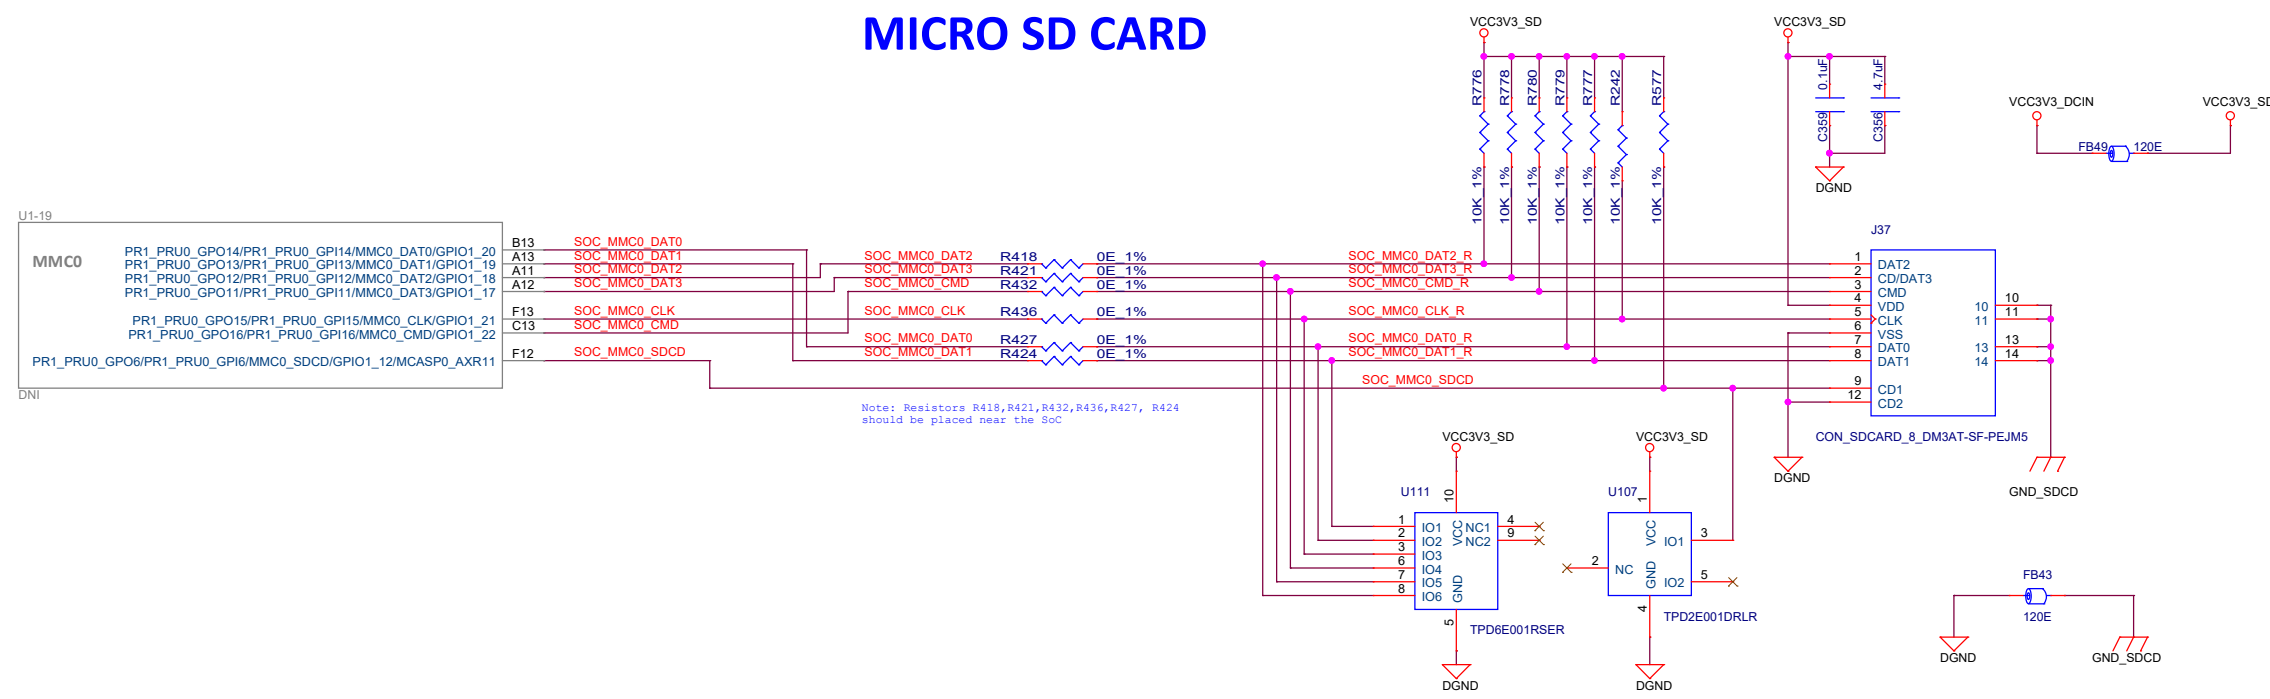 MICRO SD CARD
VCC3V3_SD
VCC3V3_SD
R776
R778
R780
R779
R777
R242
R577
10K 1%
10K 1%
10K 1%
10K 1%
10K 1%
10K 1%
10K 1%
0.1uF
C359
4.7uF
C356
DGND
VCC3V3_DCIN
VCC3V3_SD
FB49
120E
U1-19
MMC0
PR1_PRU0_GPO14/PR1_PRU0_GPI14/MMC0_DAT0/GPIO1_20 B13 SOC_MMC0_DAT0
PR1_PRU0_GPO13/PR1_PRU0_GPI13/MMC0_DAT1/GPIO1_19 A13 SOC_MMC0_DAT1
PR1_PRU0_GPO12/PR1_PRU0_GPI12/MMC0_DAT2/GPIO1_18 A11 SOC_MMC0_DAT2
PR1_PRU0_GPO11/PR1_PRU0_GPI11/MMC0_DAT3/GPIO1_17 A12 SOC_MMC0_DAT3
PR1_PRU0_GPO15/PR1_PRU0_GPI15/MMC0_CLK/GPIO1_21 F13 SOC_MMC0_CLK
PR1_PRU0_GPO16/PR1_PRU0_GPI16/MMC0_CMD/GPIO1_22 C13 SOC_MMC0_CMD
PR1_PRU0_GPO6/PR1_PRU0_GPI6/MMC0_SDCD/GPIO1_12/MCASP0_AXR11 F12 SOC_MMC0_SDCD
DNI
SOC_MMC0_DAT2 R418 0E_1% SOC_MMC0_DAT2_R
SOC_MMC0_DAT3 R421 0E_1% SOC_MMC0_DAT3_R
SOC_MMC0_CMD R432 0E_1% SOC_MMC0_CMD_R
SOC_MMC0_CLK R436 0E_1% SOC_MMC0_CLK_R
SOC_MMC0_DAT0 R427 0E_1% SOC_MMC0_DAT0_R
SOC_MMC0_DAT1 R424 0E_1% SOC_MMC0_DAT1_R
SOC_MMC0_SDCD
Note: Resistors R418,R421,R432,R436,R427, R424
should be placed near the SoC
J37
1 DAT2
2 CD/DAT3
3 CMD
4 VDD 10 10
5 CLK 11 11
6 VSS
7 DAT0 13 13
8 DAT1 14 14
9 CD1
12 CD2
CON_SDCARD_8_DM3AT-SF-PEJM5
DGND
GND_SDCD
VCC3V3_SD
U111
10
VCC
1 IO1 NC1 4
2 IO2 NC2 9
3 IO3
6 IO4
7 IO5
8 IO6
GND
5
TPD6E001RSER
DGND
VCC3V3_SD
U107
1
VCC
IO1 3
2 NC
IO2 5
GND
4
TPD2E001DRLR
DGND
FB43
120E
DGND
GND_SDCD